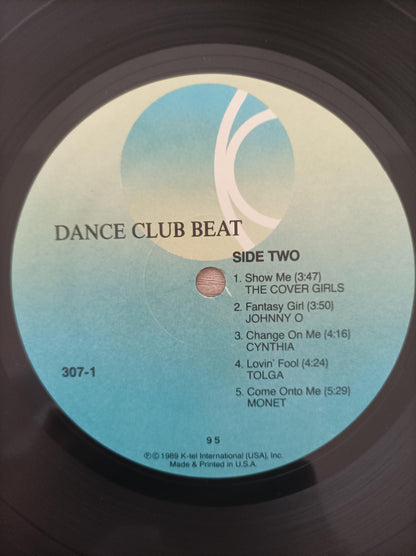 DANCE CLUB BEAT
SIDE TWO
1. Show Me (3:47)
THE COVER GIRLS
2. Fantasy Girl (3:50)
JOHNNY O
3. Change On Me (4:16)
CYNTHIA
4. Lovin' Fool (4:24)
TOLGA
5. Come Onto Me (5:29)
MONET
307-1
9 5
℗ © 1989 K-tel International (USA), Inc.
Made & Printed in U.S.A.